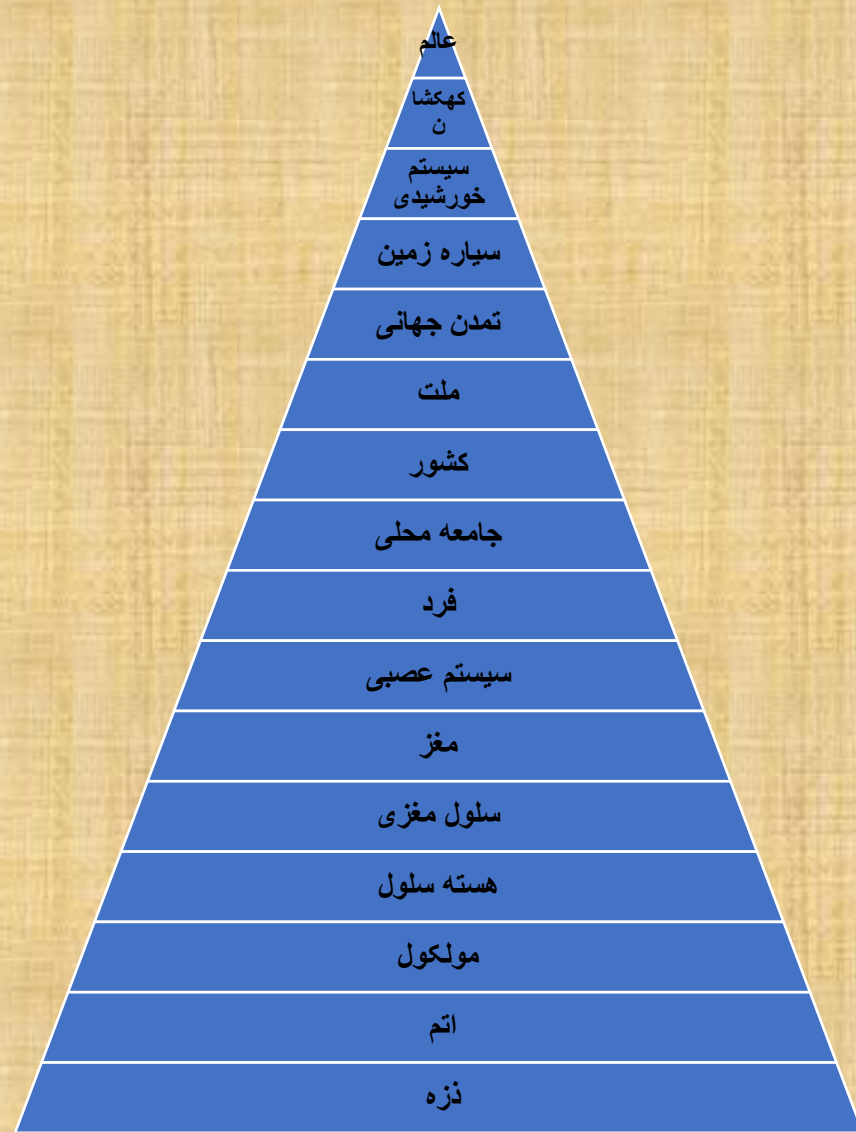 عالم
کهکشا
ن
سیستم
خورشیدی
سیاره زمین
تمدن جهانی
ملت
کشور
جامعه محلی
فرد
سیستم عصبی
مغز
سلول مغزی
هسته سلول
مولکول
اتم
ذزه